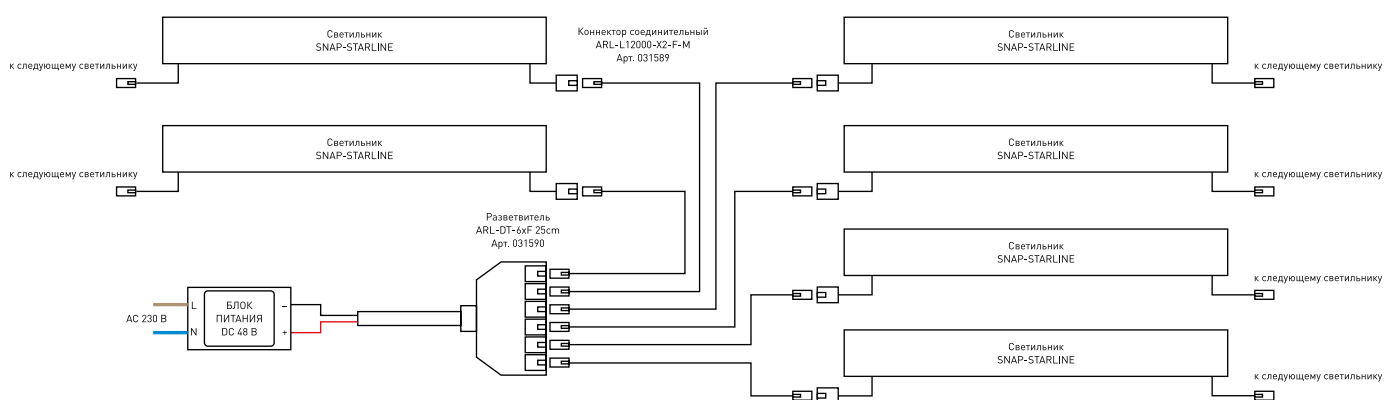 Светильник
SNAP-STARLINE
к следующему светильнику
Коннектор соединительный
ARL-L12000-X2-F-M
Арт. 031589
Светильник
SNAP-STARLINE
к следующему светильнику
Светильник
SNAP-STARLINE
к следующему светильнику
Светильник
SNAP-STARLINE
к следующему светильнику
Разветвитель
ARL-DT-6xF 25cm
Арт. 031590
Светильник
SNAP-STARLINE
к следующему светильнику
AC 230 В
L
N
БЛОК
ПИТАНИЯ
DC 48 В
–
+
Светильник
SNAP-STARLINE
к следующему светильнику